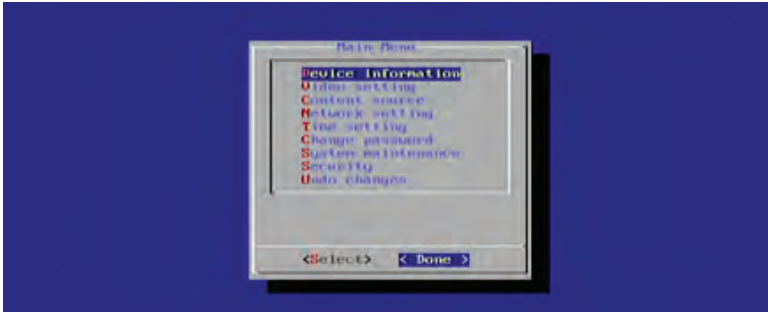 Main Menu
Device information
Video setting
Content source
Network setting
Time setting
Change password
System maintenance
Security
Undo changes
<Select> < Done >